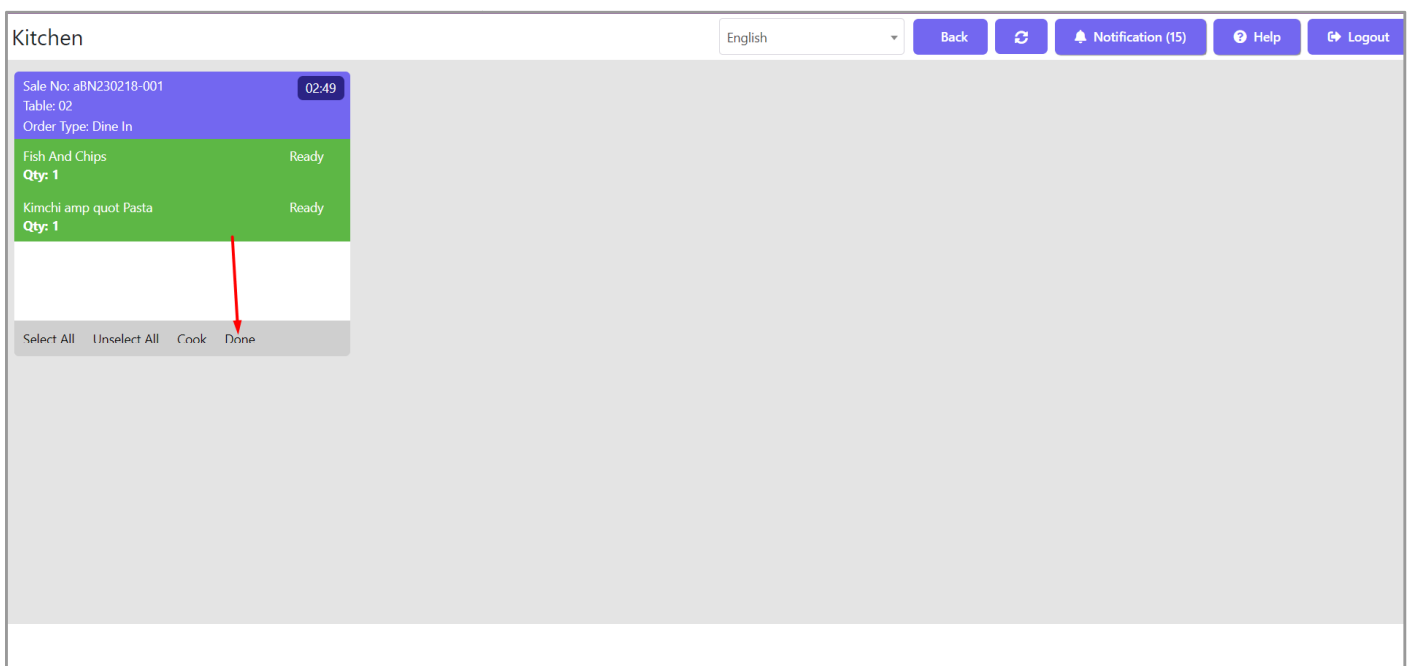 Kitchen
English
Back
Notification (15)
Help
Logout
Sale No: aBN230218-001
02:49
Table: 02
Order Type: Dine In
Fish And Chips
Ready
Qty: 1
Kimchi amp quot Pasta
Ready
Qty: 1
Select All
Unselect All
Cook
Done